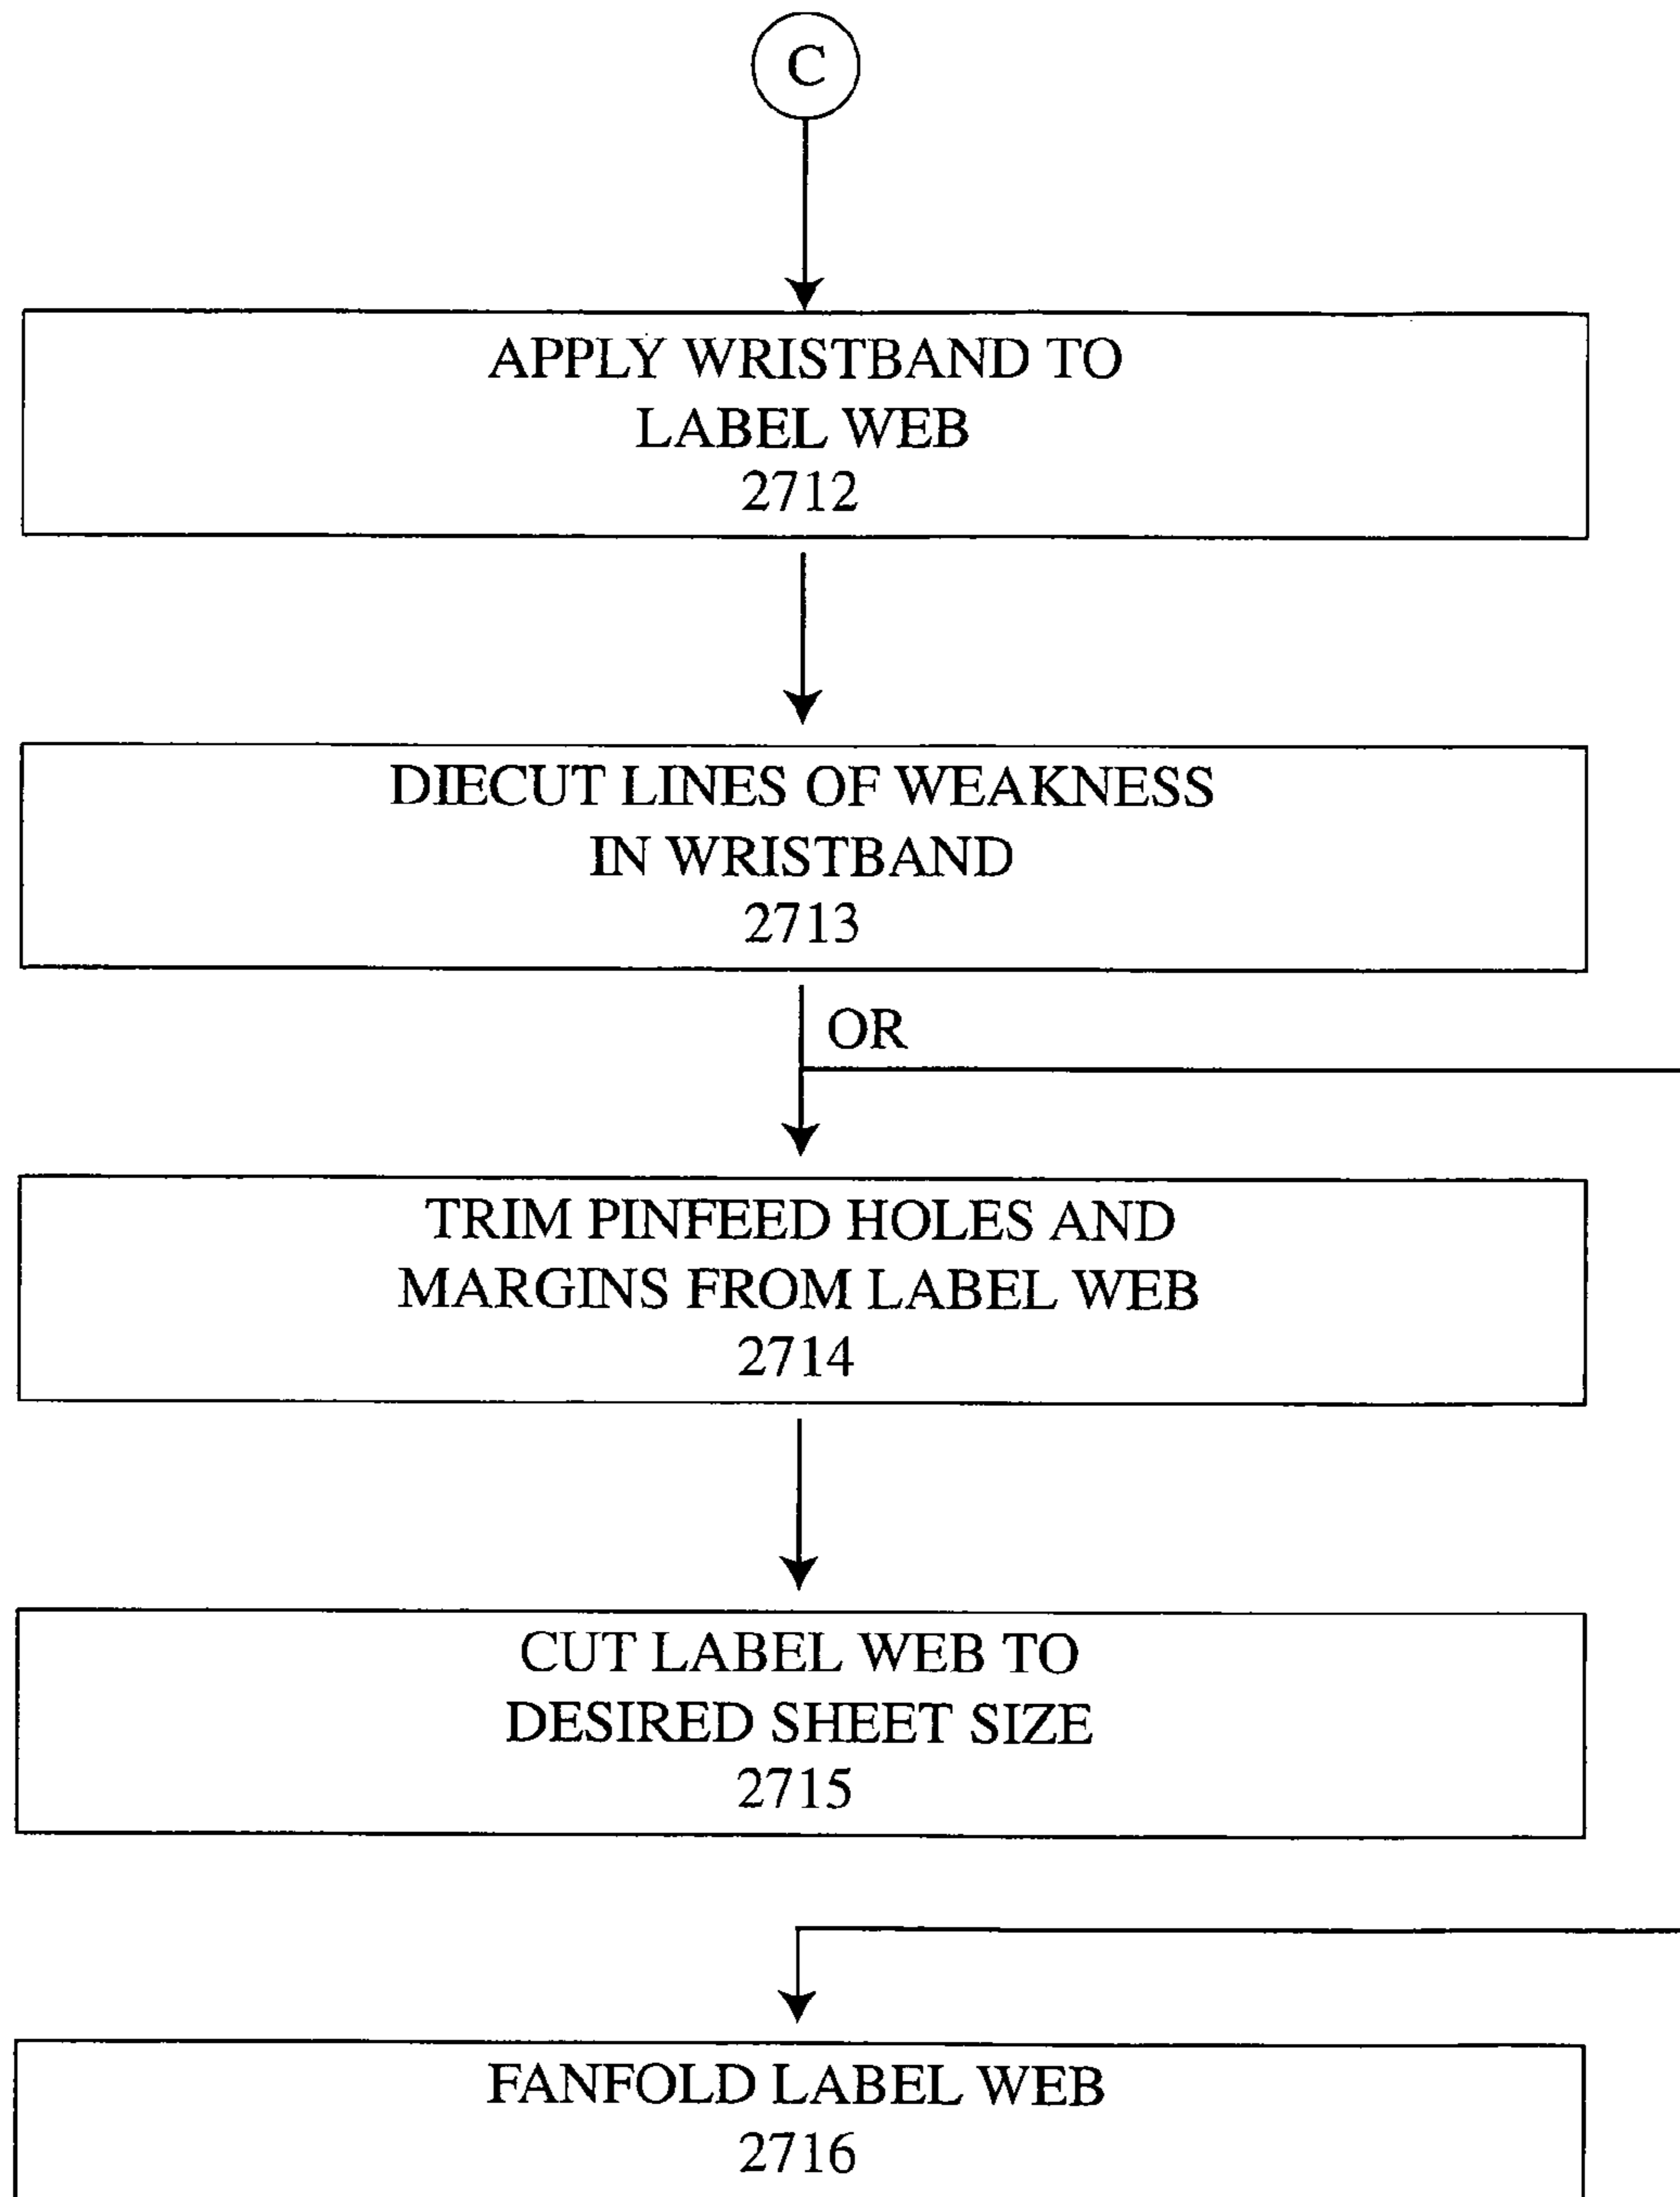 C
APPLY WRISTBAND TO
LABEL WEB
2712
DIECUT LINES OF WEAKNESS
IN WRISTBAND
2713
OR
TRIM PINFEED HOLES AND
MARGINS FROM LABEL WEB
2714
CUT LABEL WEB TO
DESIRED SHEET SIZE
2715
FANFOLD LABEL WEB
2716